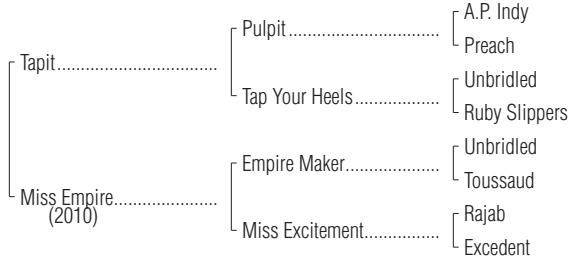 A.P. Indy
Pulpit
Preach
Tapit
Unbridled
Tap Your Heels
Ruby Slippers
Unbridled
Empire Maker
Toussaud
Miss Empire
(2010)
Rajab
Miss Excitement
Excedent